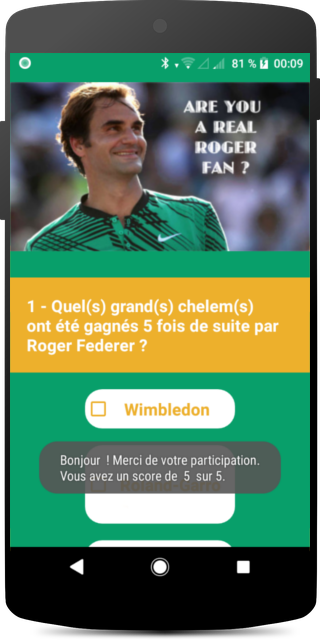 81 % 00:09
ARE YOU
A REAL
ROGER
FAN ?
1 - Quel(s) grand(s) chelem(s)
ont été gagnés 5 fois de suite par
Roger Federer ?
Wimbledon
Bonjour  ! Merci de votre participation.
Vous avez un score de  5  sur 5.